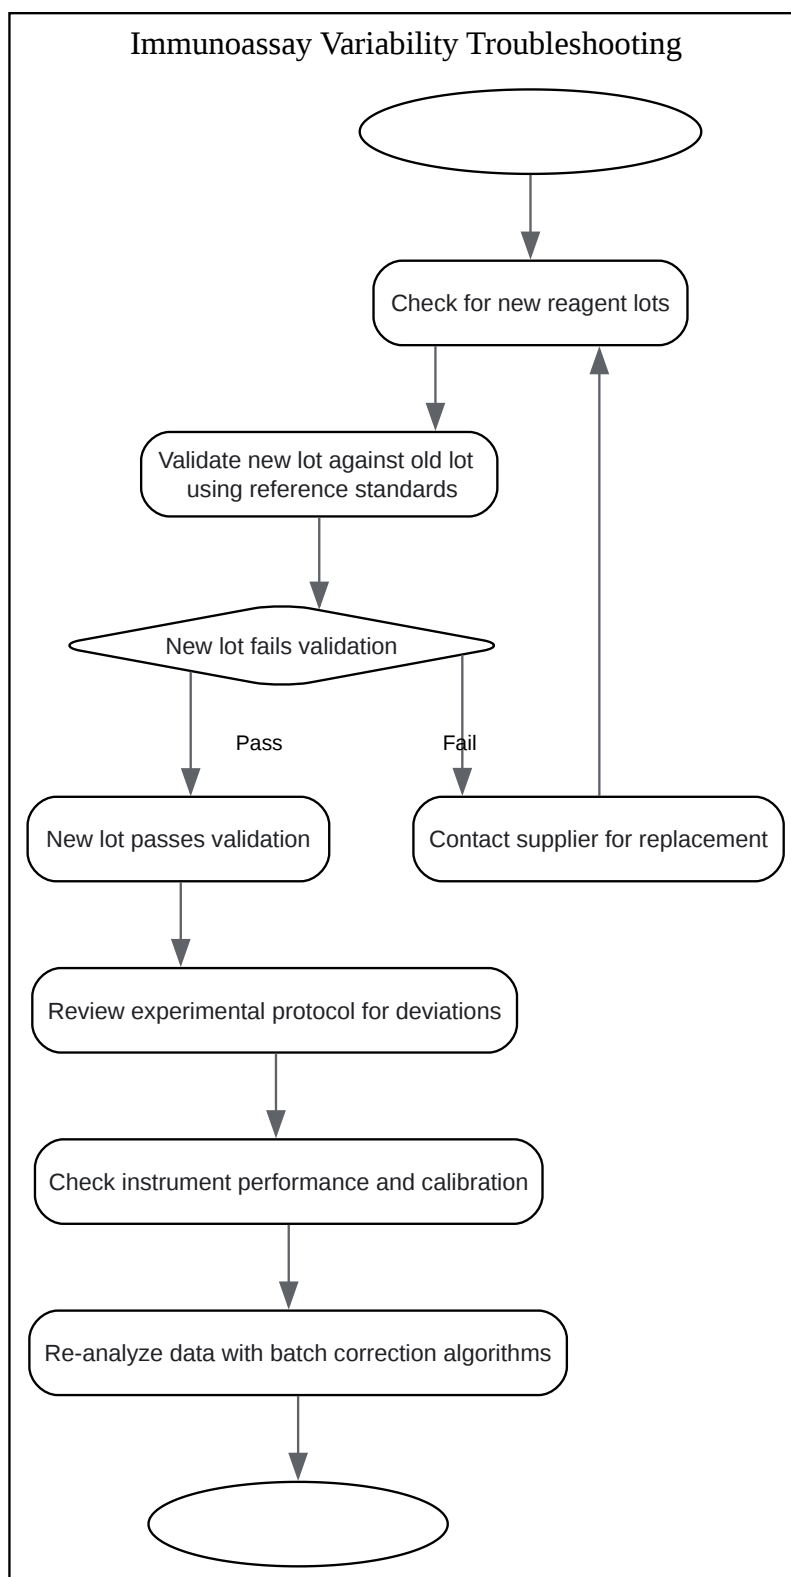 Immunoassay Variability Troubleshooting
Check for new reagent lots
Validate new lot against old lot
using reference standards
New lot fails validation
Pass
Fail
New lot passes validation
Contact supplier for replacement
Review experimental protocol for deviations
Check instrument performance and calibration
Re-analyze data with batch correction algorithms